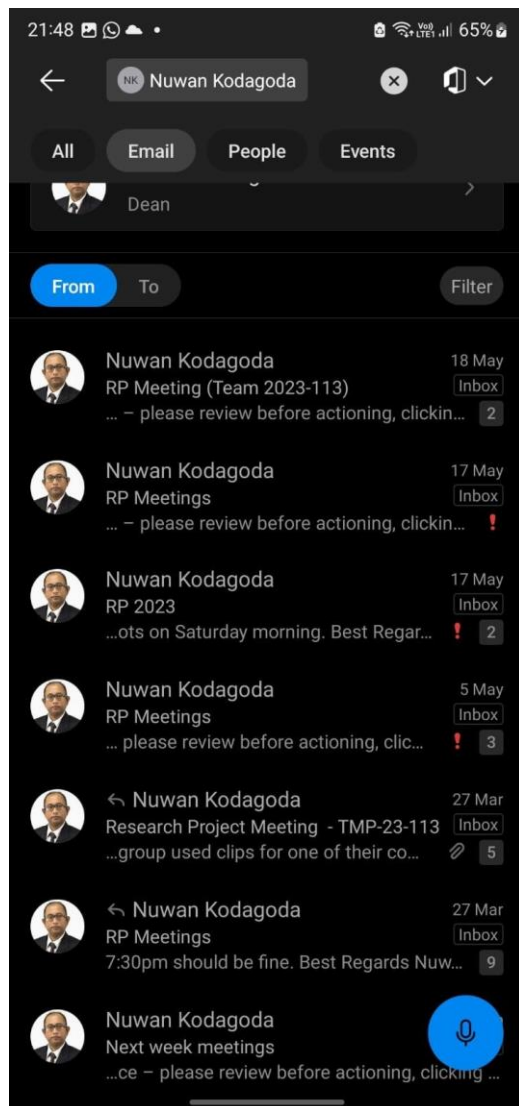 21:48 65%
Vo))
LTE1
NK Nuwan Kodagoda
All Email People Events
Dean
From To Filter
Nuwan Kodagoda 18 May
RP Meeting (Team 2023-113) Inbox
... – please review before actioning, clickin... 2
Nuwan Kodagoda 17 May
RP Meetings Inbox
... – please review before actioning, clickin... !
Nuwan Kodagoda 17 May
RP 2023 Inbox
...ots on Saturday morning. Best Regar... ! 2
Nuwan Kodagoda 5 May
RP Meetings Inbox
... please review before actioning, clic... ! 3
Nuwan Kodagoda 27 Mar
Research Project Meeting - TMP-23-113 Inbox
...group used clips for one of their co... 5
Nuwan Kodagoda 27 Mar
RP Meetings Inbox
7:30pm should be fine. Best Regards Nuw... 9
Nuwan Kodagoda
Next week meetings
...ce – please review before actioning, clicking ...